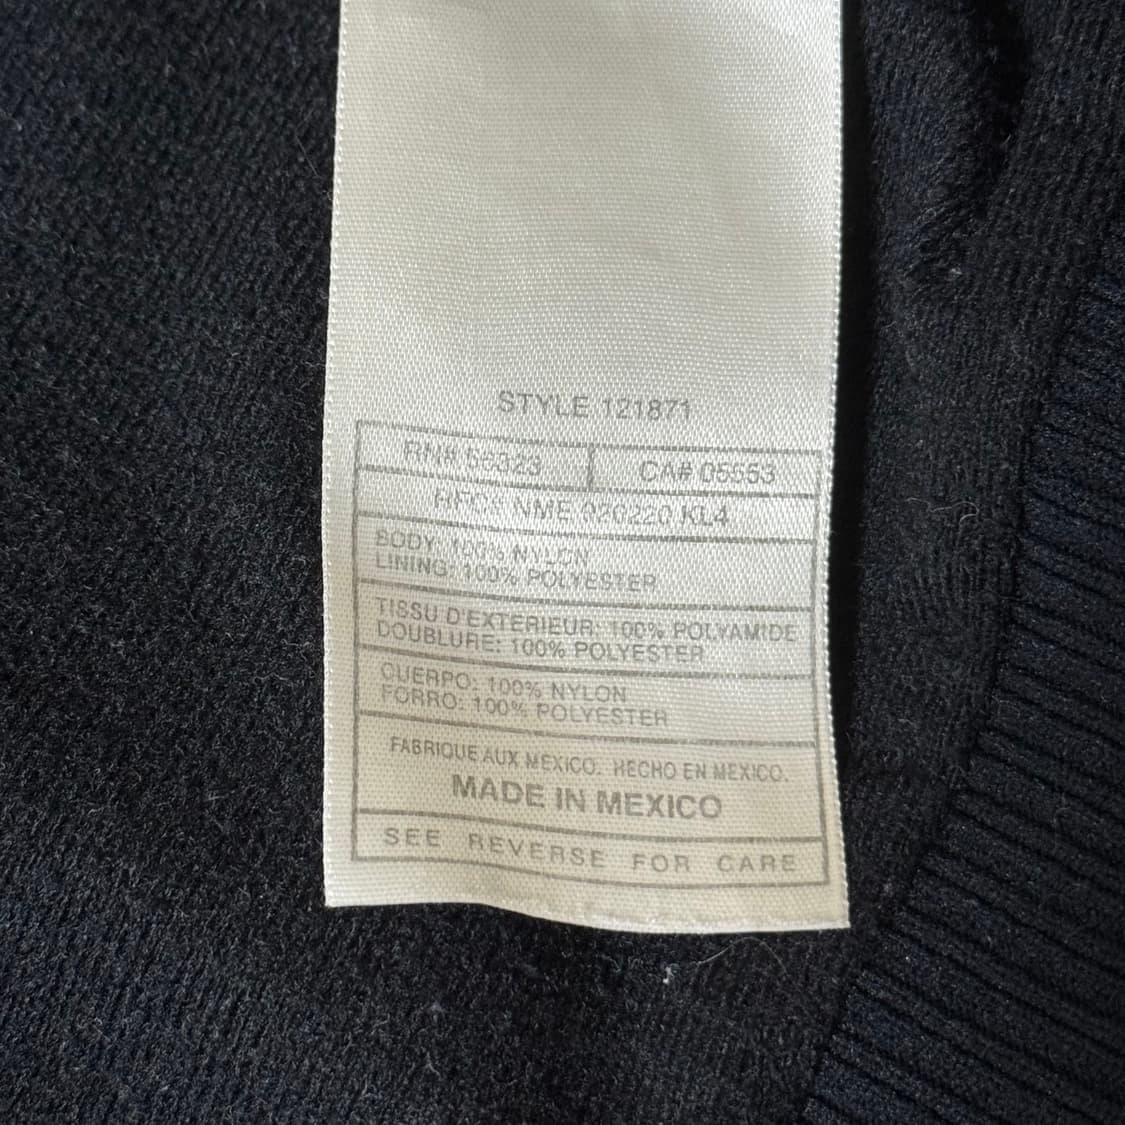 STYLE 121871
RN# 56323
CA# 05553
RFC# NME 920220 KL4
BODY: 100% NYLON
LINING: 100% POLYESTER
TISSU D'EXTERIEUR: 100% POLYAMIDE
DOUBLURE: 100% POLYESTER
CUERPO: 100% NYLON
FORRO: 100% POLYESTER
FABRIQUE AUX MEXICO. HECHO EN MEXICO.
MADE IN MEXICO
SEE REVERSE FOR CARE